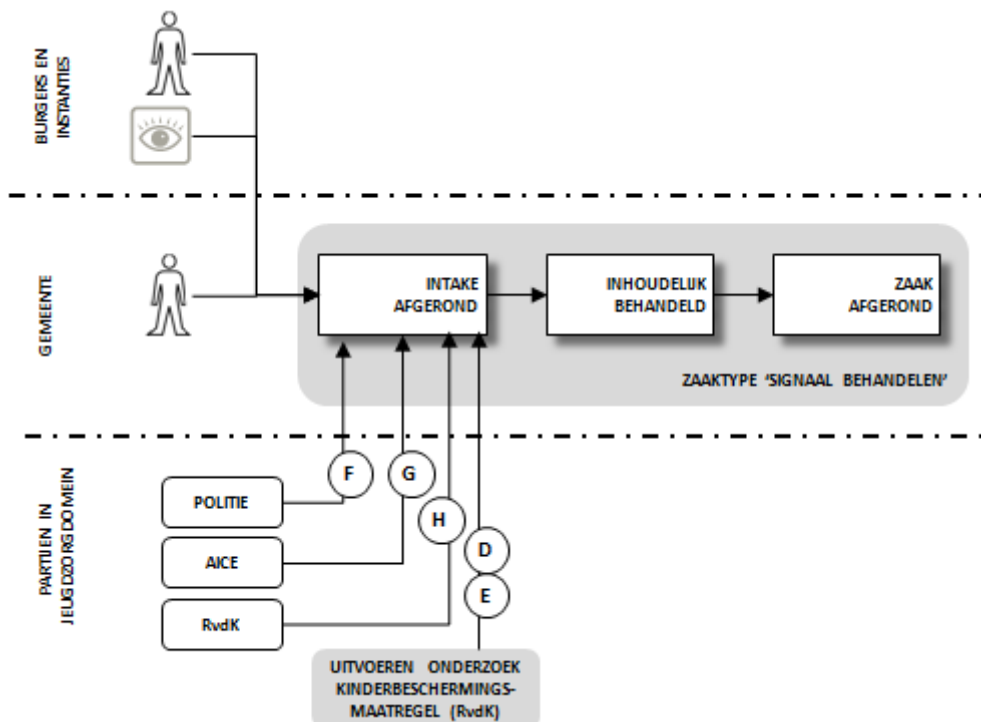 BURGERS EN
INSTANTIES
GEMEENTE
INTAKE
AFGEROND
INHOUDELIJK
BEHANDELD
ZAAK
AFGEROND
ZAAKTYPE ‘SIGNAAL BEHANDELEN’
PARTIJEN IN
JEUGDZORGDOMEIN
POLITIE
AICE
RvdK
F
G
H
D
E
UITVOEREN ONDERZOEK
KINDERBESCHERMINGS-
MAATREGEL (RvdK)